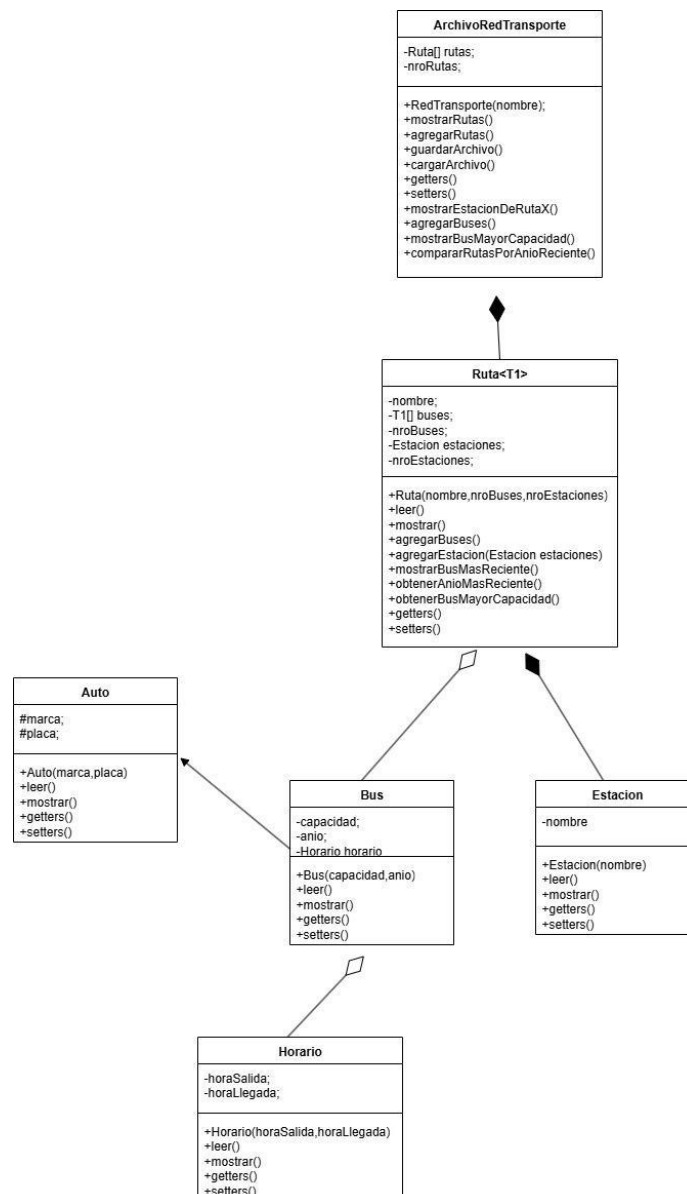 ArchivoRedTransporte
-Ruta[] rutas;
-nroRutas;
+RedTransporte(nombre);
+mostrarRutas()
+agregarRutas()
+guardarArchivo()
+cargarArchivo()
+getters()
+setters()
+mostrarEstacionDeRutaX()
+agregarBuses()
+mostrarBusMayorCapacidad()
+compararRutasPorAnioReciente()
Ruta<T1>
-nombre;
-T1[] buses;
-nroBuses;
-Estacion estaciones;
-nroEstaciones;
+Ruta(nombre,nroBuses,nroEstaciones)
+leer()
+mostrar()
+agregarBuses()
+agregarEstacion(Estacion estaciones)
+mostrarBusMasReciente()
+obtenerAnioMasReciente()
+obtenerBusMayorCapacidad()
+getters()
+setters()
Auto
#marca;
#placa;
+Auto(marca,placa)
+leer()
+mostrar()
+getters()
+setters()
Bus
-capacidad;
-anio;
-Horario horario
+Bus(capacidad,anio)
+leer()
+mostrar()
+getters()
+setters()
Estacion
-nombre
+Estacion(nombre)
+leer()
+mostrar()
+getters()
+setters()
Horario
-horaSalida;
-horaLlegada;
+Horario(horaSalida,horaLlegada)
+leer()
+mostrar()
+getters()
+setters()